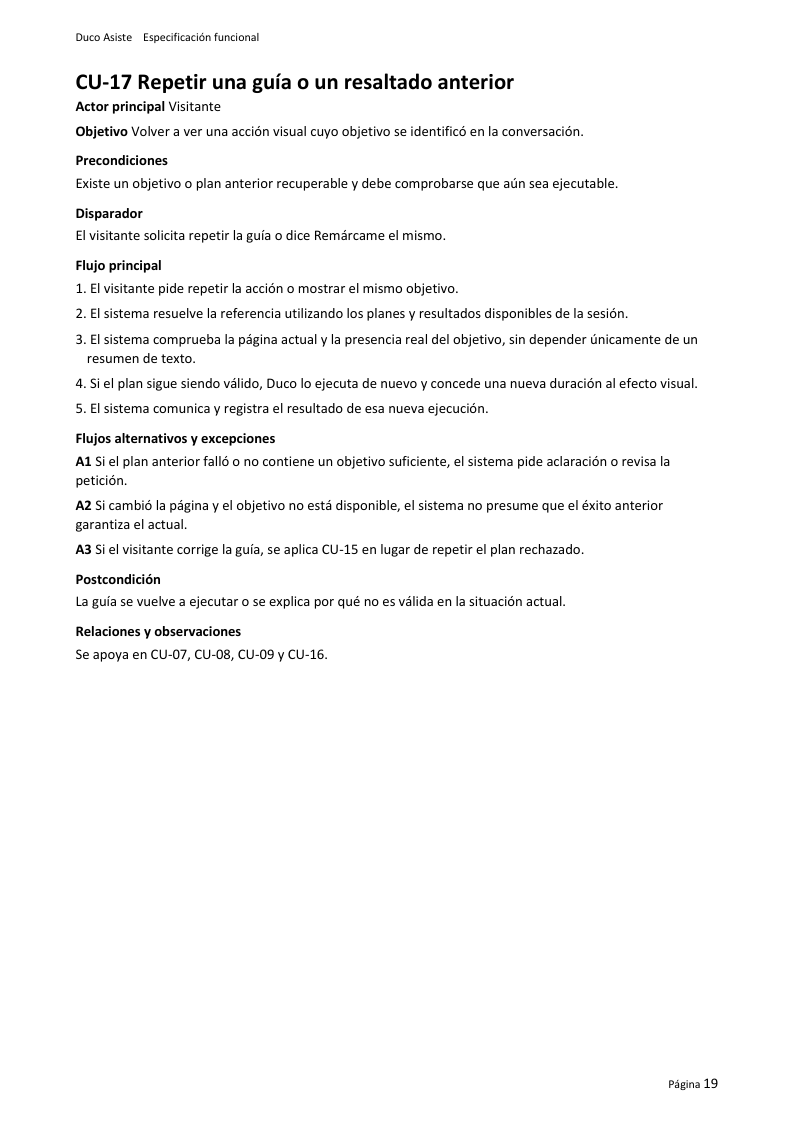 Duco Asiste    Especificación funcional
CU-17 Repetir una guía o un resaltado anterior
Actor principal Visitante
Objetivo Volver a ver una acción visual cuyo objetivo se identificó en la conversación.
Precondiciones
Existe un objetivo o plan anterior recuperable y debe comprobarse que aún sea ejecutable.
Disparador
El visitante solicita repetir la guía o dice Remárcame el mismo.
Flujo principal
1. El visitante pide repetir la acción o mostrar el mismo objetivo.
2. El sistema resuelve la referencia utilizando los planes y resultados disponibles de la sesión.
3. El sistema comprueba la página actual y la presencia real del objetivo, sin depender únicamente de un
resumen de texto.
4. Si el plan sigue siendo válido, Duco lo ejecuta de nuevo y concede una nueva duración al efecto visual.
5. El sistema comunica y registra el resultado de esa nueva ejecución.
Flujos alternativos y excepciones
A1 Si el plan anterior falló o no contiene un objetivo suficiente, el sistema pide aclaración o revisa la
petición.
A2 Si cambió la página y el objetivo no está disponible, el sistema no presume que el éxito anterior
garantiza el actual.
A3 Si el visitante corrige la guía, se aplica CU-15 en lugar de repetir el plan rechazado.
Postcondición
La guía se vuelve a ejecutar o se explica por qué no es válida en la situación actual.
Relaciones y observaciones
Se apoya en CU-07, CU-08, CU-09 y CU-16.
Página 19